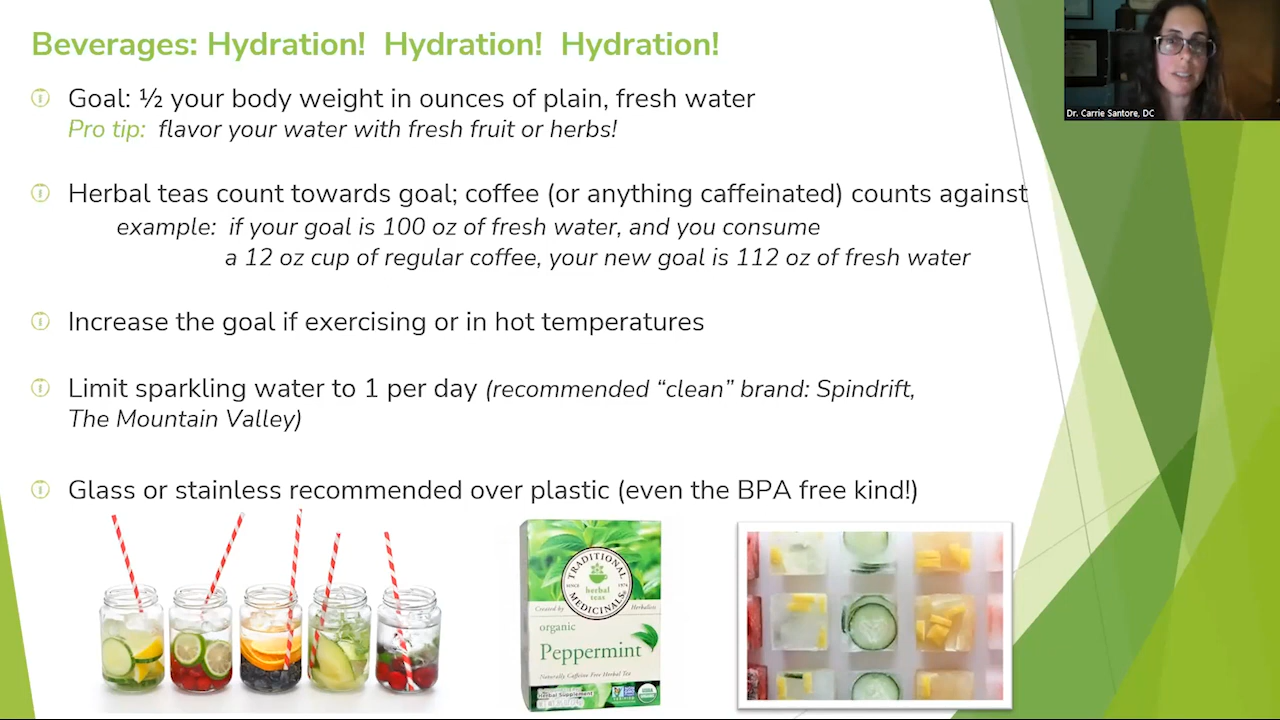 Beverages: Hydration! Hydration! Hydration!
Goal: ½ your body weight in ounces of plain, fresh water
Pro tip: flavor your water with fresh fruit or herbs!
Herbal teas count towards goal; coffee (or anything caffeinated) counts against
example: if your goal is 100 oz of fresh water, and you consume
a 12 oz cup of regular coffee, your new goal is 112 oz of fresh water
Increase the goal if exercising or in hot temperatures
Limit sparkling water to 1 per day (recommended “clean” brand: Spindrift,
The Mountain Valley)
Glass or stainless recommended over plastic (even the BPA free kind!)
Dr. Carrie Santore, DC
TRADITIONAL
SINCE 1974
herbal
teas
MEDICINALS
Created by Herbalists
organic
Peppermint
Naturally Caffeine Free Herbal Tea
Herbal Supplement
USDA